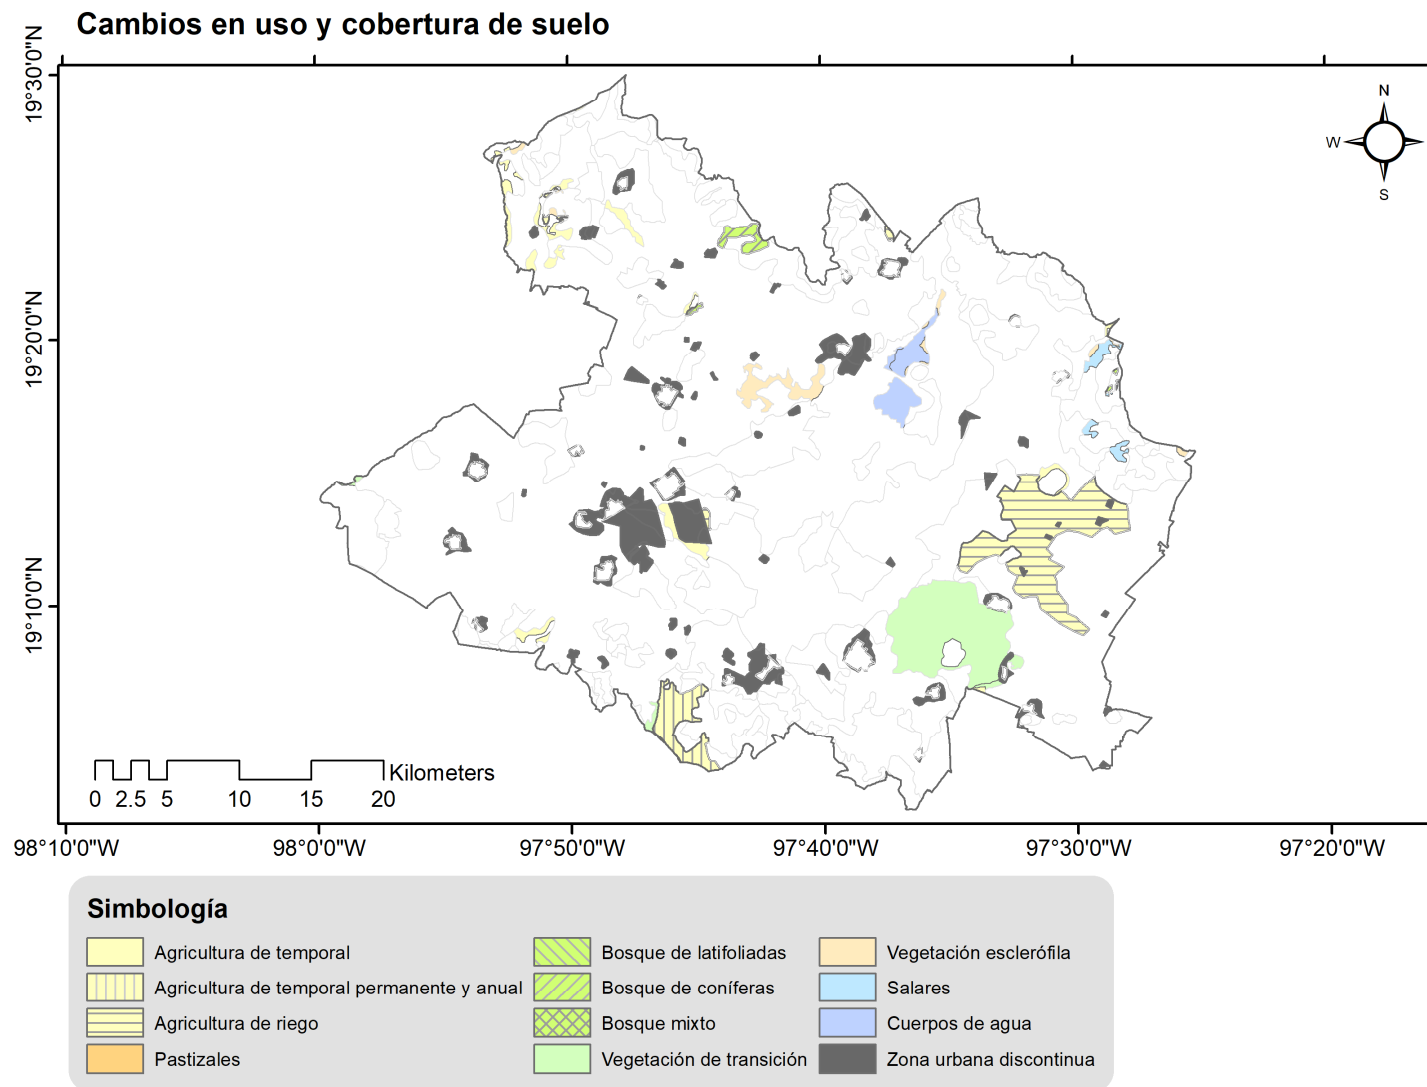 Cambios en uso y cobertura de suelo
19°30'0"N
19°20'0"N
19°10'0"N
N
W
S
Kilometers
0 2.5 5 10 15 20
98°10'0"W 98°0'0"W 97°50'0"W 97°40'0"W 97°30'0"W 97°20'0"W
Simbología
Agricultura de temporal
Agricultura de temporal permanente y anual
Agricultura de riego
Pastizales
Bosque de latifoliadas
Bosque de coníferas
Bosque mixto
Vegetación de transición
Vegetación esclerófila
Salares
Cuerpos de agua
Zona urbana discontinua